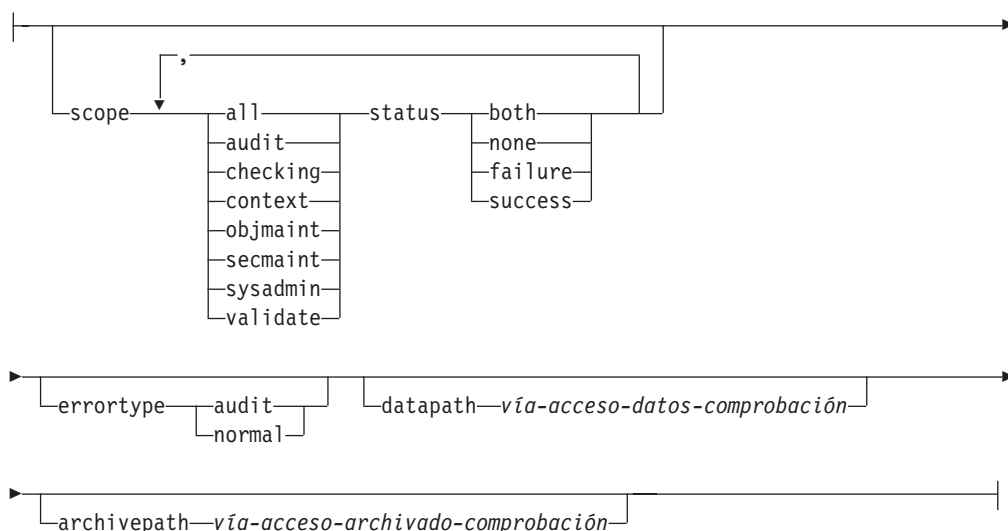 ,
scope all status both
audit none
checking failure
context success
objmaint
secmaint
sysadmin
validate
errortype audit datapath vía-acceso-datos-comprobación
normal
archivepath vía-acceso-archivado-comprobación